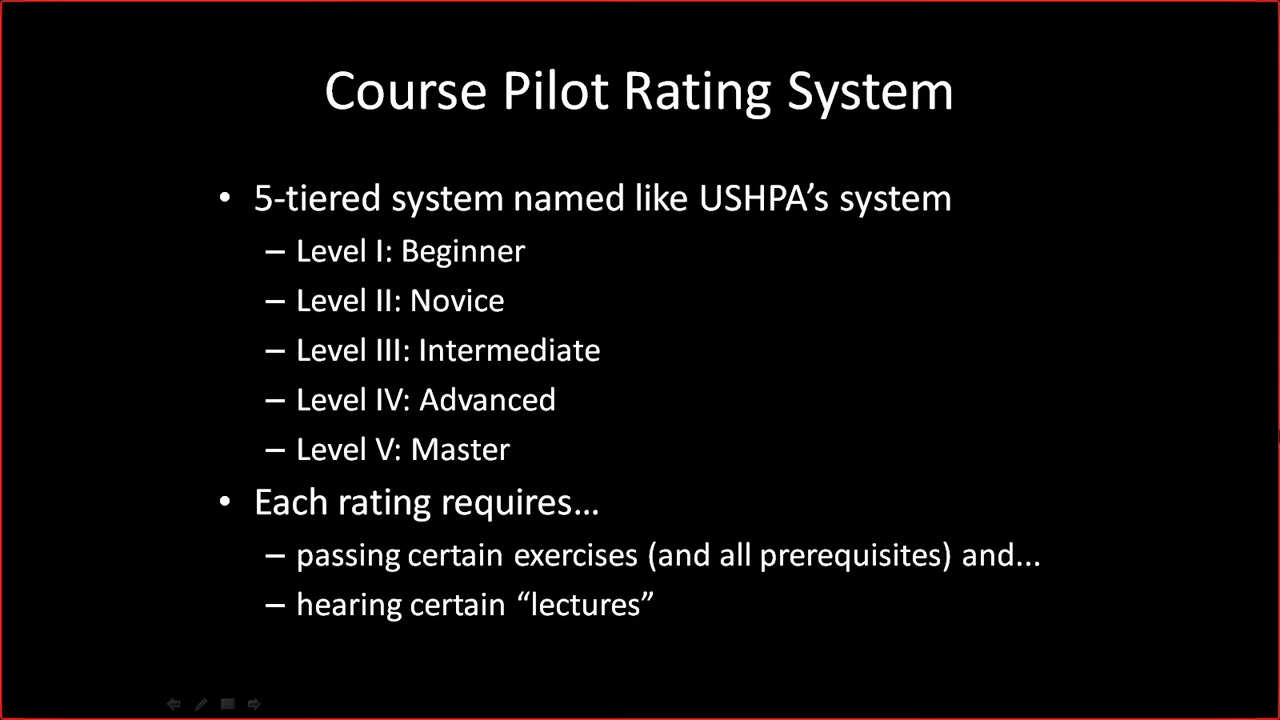 Course Pilot Rating System
• 5-tiered system named like USHPA’s system
– Level I: Beginner
– Level II: Novice
– Level III: Intermediate
– Level IV: Advanced
– Level V: Master
• Each rating requires…
– passing certain exercises (and all prerequisites) and...
– hearing certain “lectures”